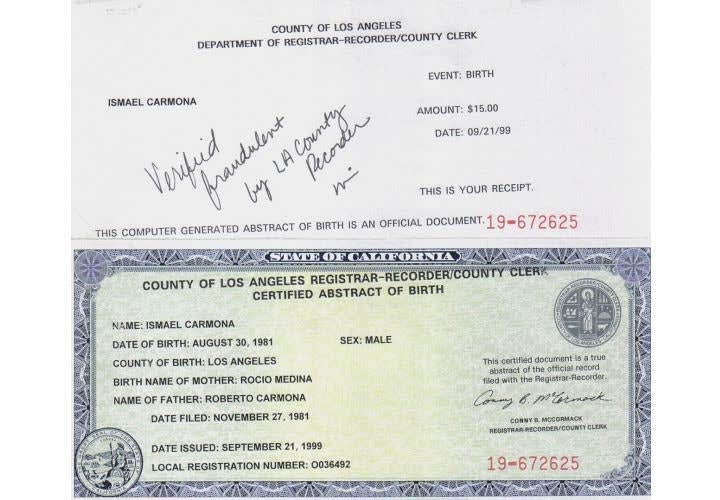 COUNTY OF LOS ANGELES
DEPARTMENT OF REGISTRAR-RECORDER/COUNTY CLERK
EVENT: BIRTH
ISMAEL CARMONA
AMOUNT: $15.00
DATE: 09/21/99
Verified
fraudulent
by LA County
Recorder
THIS IS YOUR RECEIPT.
THIS COMPUTER GENERATED ABSTRACT OF BIRTH IS AN OFFICIAL DOCUMENT. 19-672625
STATE OF CALIFORNIA
COUNTY OF LOS ANGELES REGISTRAR-RECORDER/COUNTY CLERK
CERTIFIED ABSTRACT OF BIRTH
NAME: ISMAEL CARMONA
DATE OF BIRTH: AUGUST 30, 1981 SEX: MALE
COUNTY OF BIRTH: LOS ANGELES
BIRTH NAME OF MOTHER: ROCIO MEDINA
NAME OF FATHER: ROBERTO CARMONA
DATE FILED: NOVEMBER 27, 1981
This certified document is a true
abstract of the official record
filed with the Registrar-Recorder.
Conny B. McCormack
CONNY B. MCCORMACK
REGISTRAR-RECORDER/COUNTY CLERK
DATE ISSUED: SEPTEMBER 21, 1999
LOCAL REGISTRATION NUMBER: O036492
19-672625